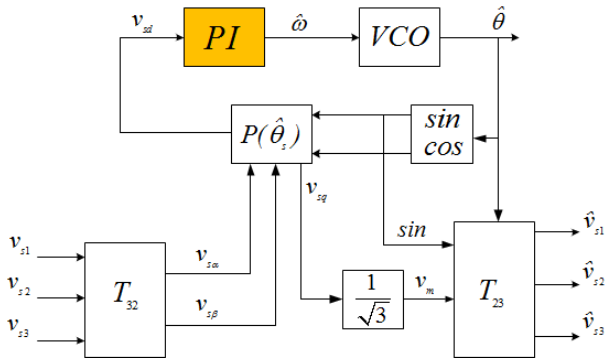 v_sd
PI
ω̂
VCO
θ̂
P(θ̂_s)
sin
cos
v_sq
sin
v_s1
v_s2
v_s3
T_32
v_sα
v_sβ
1/√3
v_m
T_23
v̂_s1
v̂_s2
v̂_s3